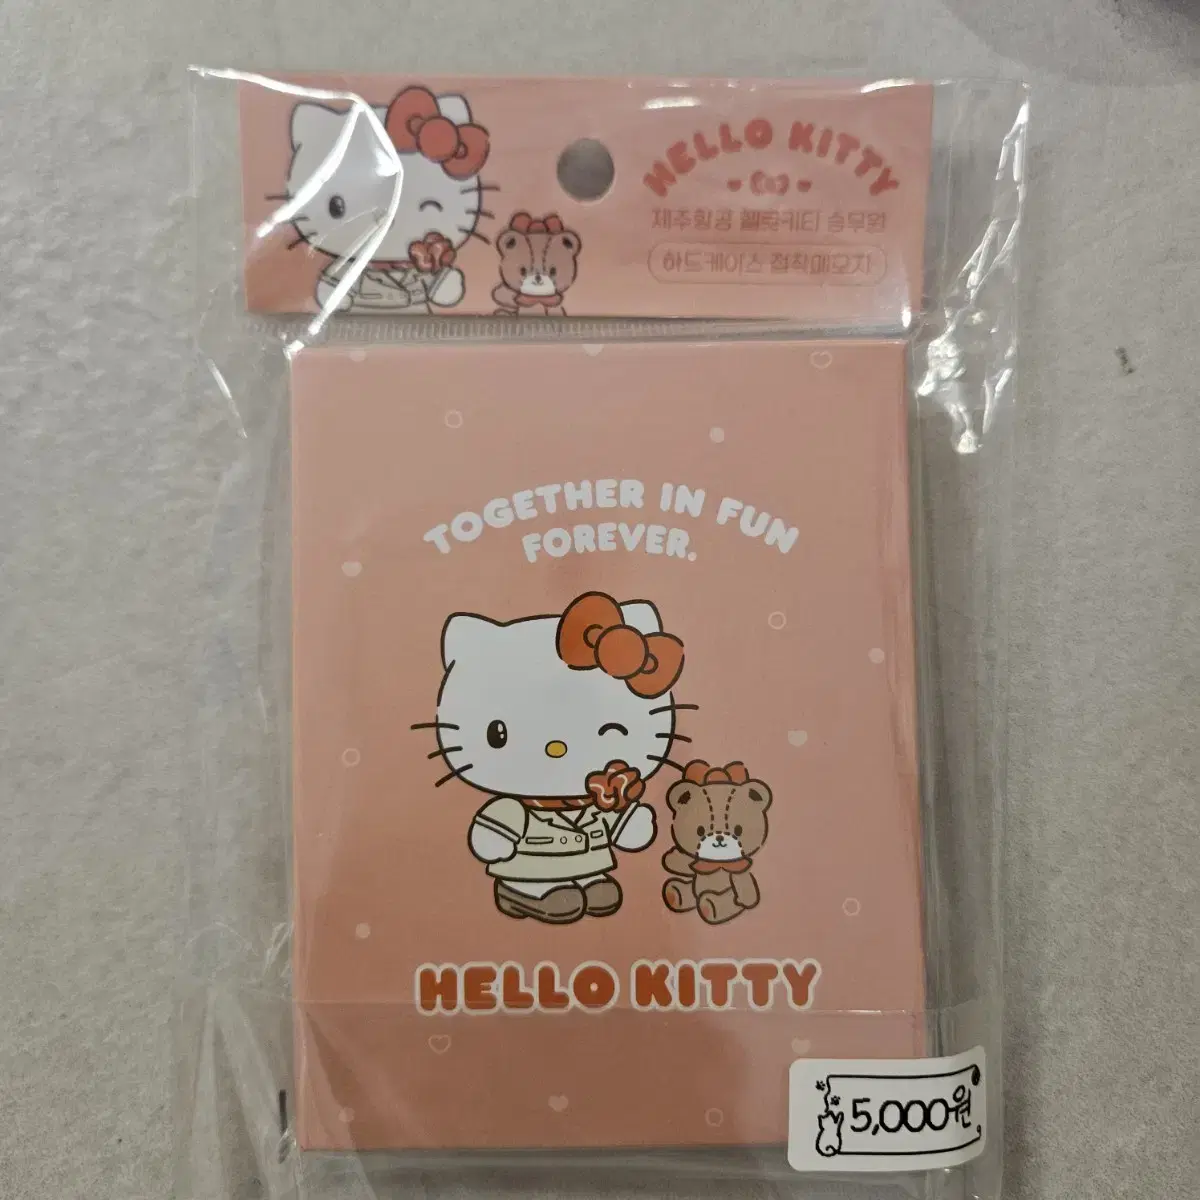 HELLO KITTY
제주항공 헬로키티 승무원
하드케이스 점착메모지
TOGETHER IN FUN
FOREVER.
HELLO KITTY
5,000원